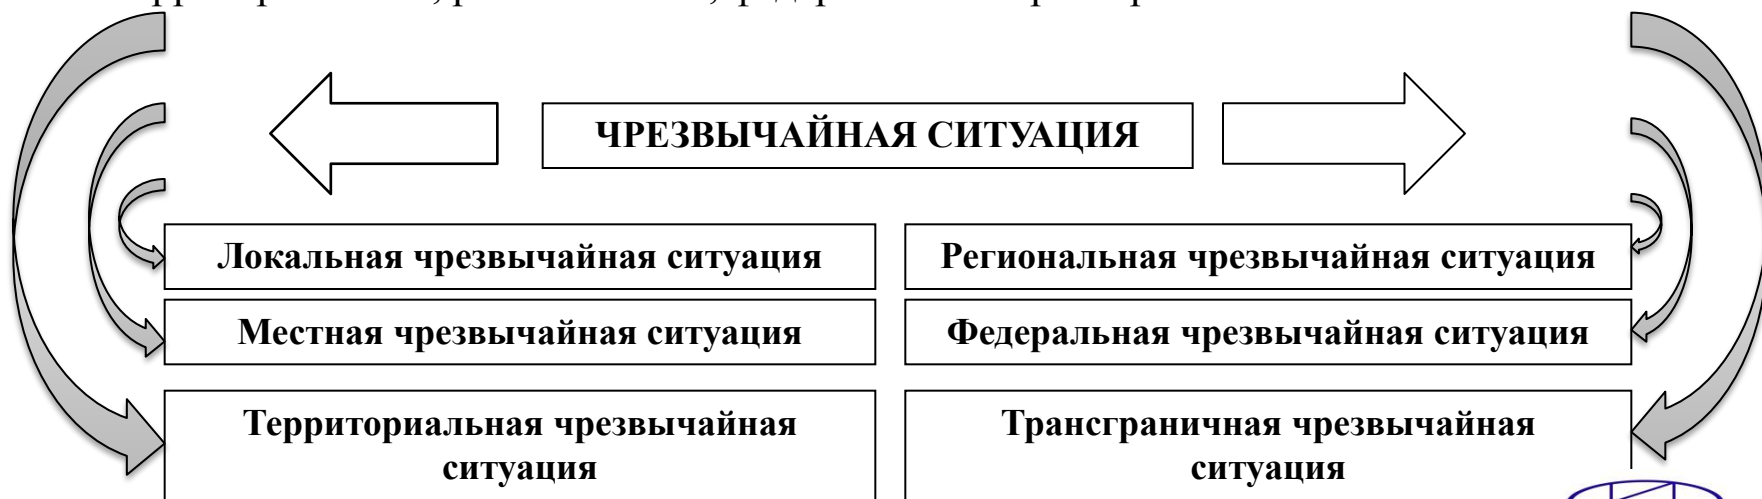 ЧРЕЗВЫЧАЙНАЯ СИТУАЦИЯ
Локальная чрезвычайная ситуация
Региональная чрезвычайная ситуация
Местная чрезвычайная ситуация
Федеральная чрезвычайная ситуация
Территориальная чрезвычайная
ситуация
Трансграничная чрезвычайная
ситуация